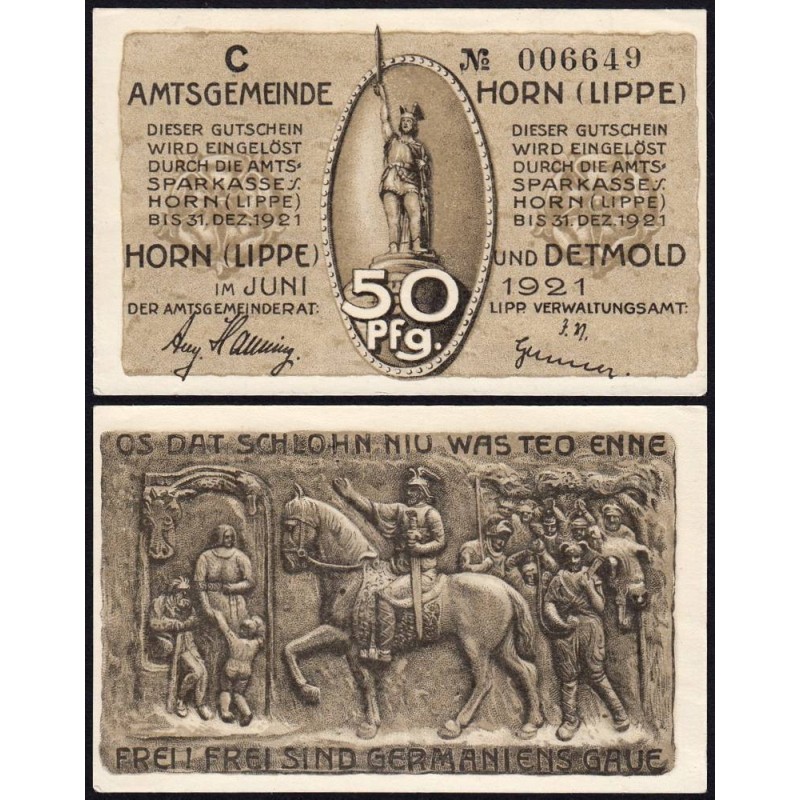 C
№ 006649
AMTSGEMEINDE HORN (LIPPE)
DIESER GUTSCHEIN
WIRD EINGELÖST
DURCH DIE AMTS=
SPARKASSE i.
HORN (LIPPE)
BIS 31. DEZ. 1921
DIESER GUTSCHEIN
WIRD EINGELÖST
DURCH DIE AMTS=
SPARKASSE i.
HORN (LIPPE)
BIS 31. DEZ. 1921
HORN (LIPPE) UND DETMOLD
IM JUNI 1921
DER AMTSGEMEINDERAT: LIPP. VERWALTUNGSAMT:
50
Pfg.
OS DAT SCHLOHN NIU WAS TEO ENNE
FREI! FREI SIND GERMANIENS GAUE